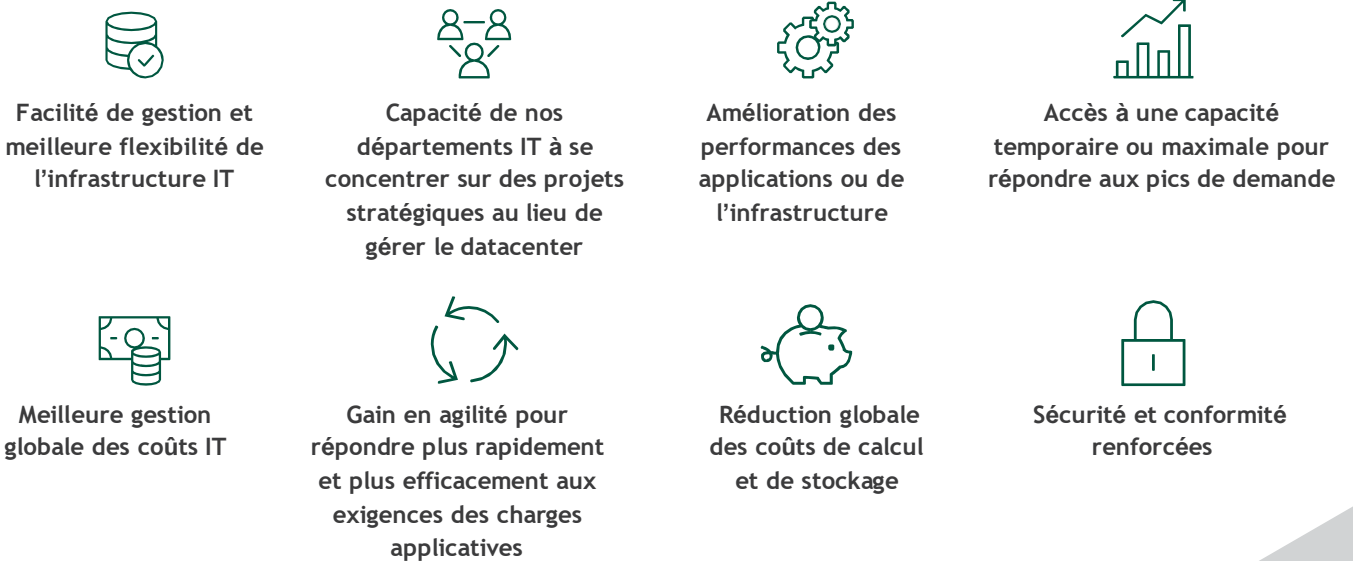 Facilité de gestion et
meilleure flexibilité de
l'infrastructure IT
Capacité de nos
départements IT à se
concentrer sur des projets
stratégiques au lieu de
gérer le datacenter
Amélioration des
performances des
applications ou de
l'infrastructure
Accès à une capacité
temporaire ou maximale pour
répondre aux pics de demande
Meilleure gestion
globale des coûts IT
Gain en agilité pour
répondre plus rapidement
et plus efficacement aux
exigences des charges
applicatives
Réduction globale
des coûts de calcul
et de stockage
Sécurité et conformité
renforcées